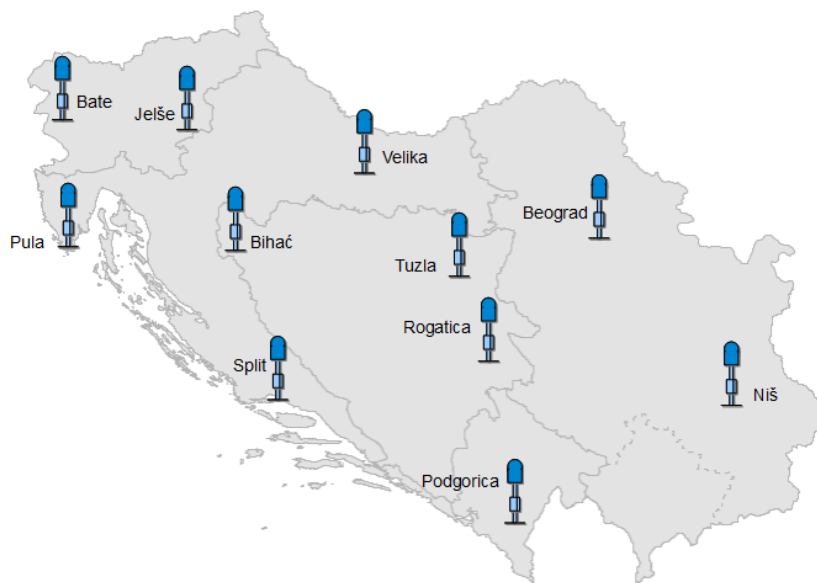 Bate
Jelše
Velika
Beograd
Pula
Bihać
Tuzla
Rogatica
Split
Niš
Podgorica